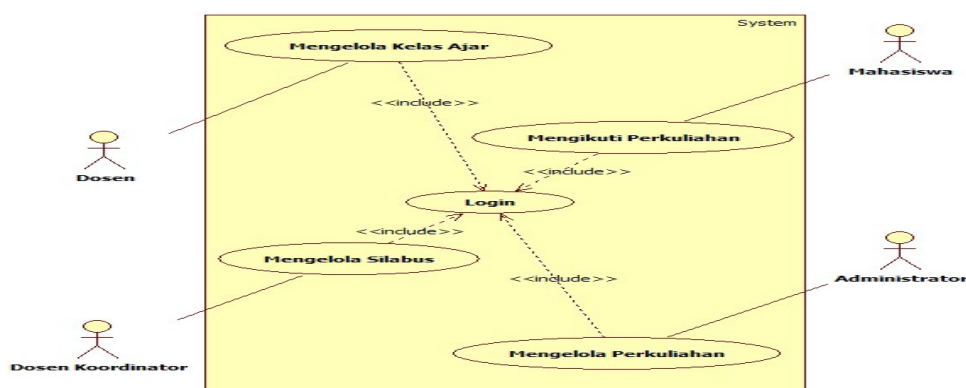 System
Mengelola Kelas Ajar
Mahasiswa
<<include>>
Mengikuti Perkuliahan
Dosen
<<include>>
Login
<<include>>
Mengelola Silabus
<<include>>
Administrator
Mengelola Perkuliahan
Dosen Koordinator